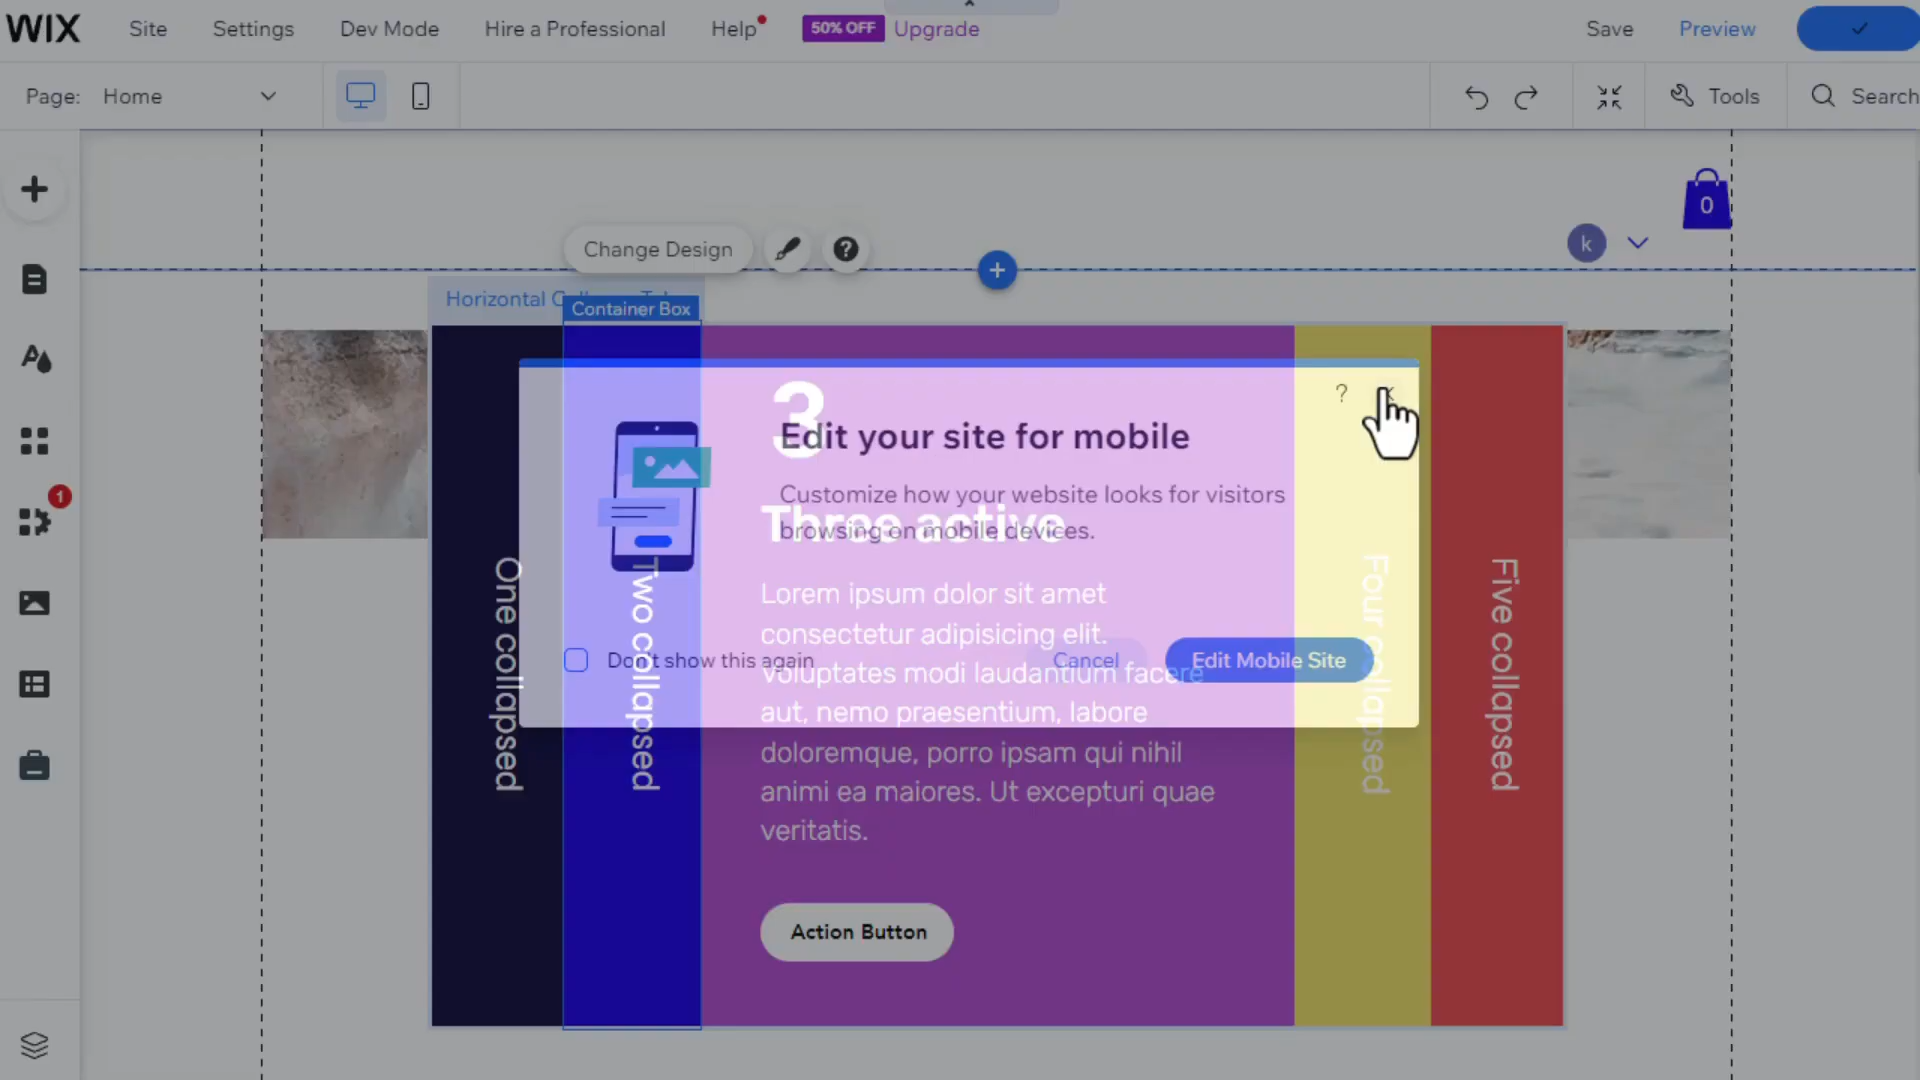 WIX
Site
Settings
Dev Mode
Hire a Professional
Help
50% OFF
Upgrade
Save
Preview
Page:
Home
Tools
Search
0
Change Design
?
k
Horizontal
Container Box
?
3
Edit your site for mobile
Customize how your website looks for visitors
browsing on mobile devices.
Three active
Lorem ipsum dolor sit amet
consectetur adipisicing elit.
Voluptates modi laudantium facere
aut, nemo praesentium, labore
doloremque, porro ipsam qui nihil
animi ea maiores. Ut excepturi quae
veritatis.
Don't show this again
Cancel
Edit Mobile Site
One collapsed
Two collapsed
Four collapsed
Five collapsed
Action Button
1